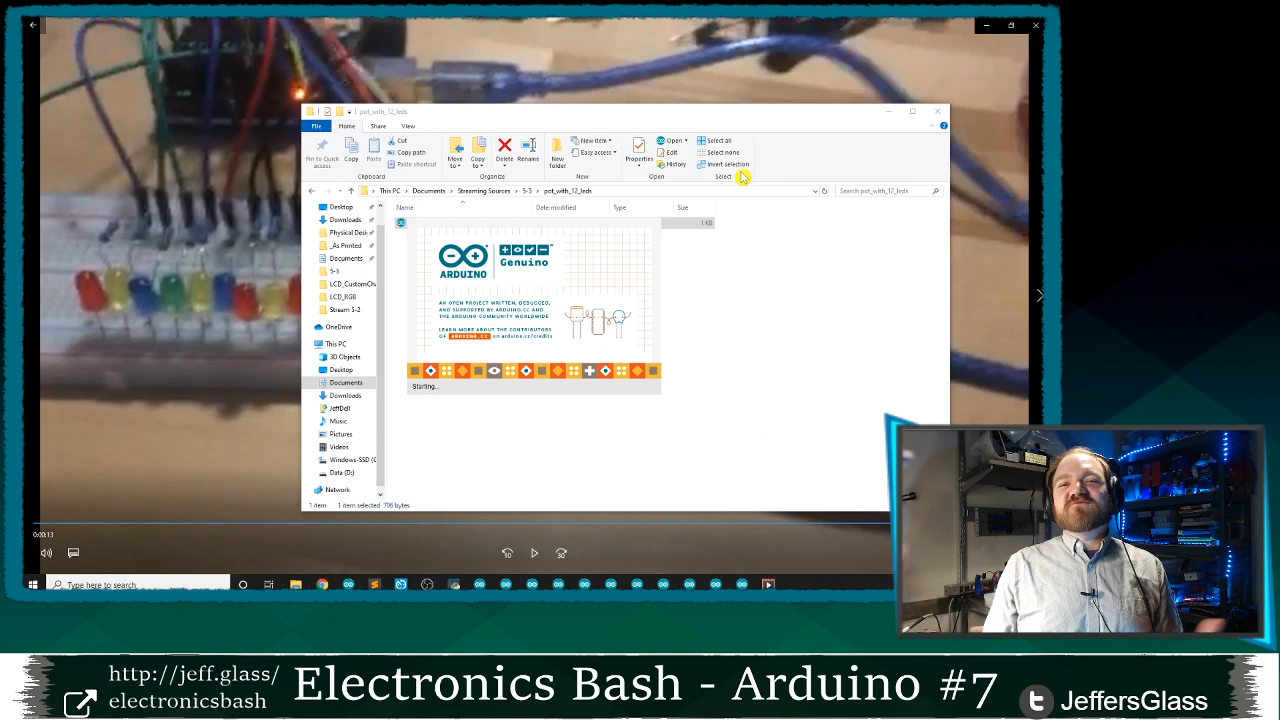 pot_with_12_leds
File Home Share View
Pin to Quick access
Copy
Paste
Cut
Copy path
Paste shortcut
Clipboard
Move to
Copy to
Delete
Rename
Organize
New folder
New item
Easy access
New
Properties
Open
Edit
History
Open
Select all
Select none
Invert selection
Select
This PC > Documents > Streaming Sources > S-3 > pot_with_12_leds
Search pot_with_12_leds
Name Date modified Type Size
1 KB
Desktop
Downloads
Physical Desi
_As Printed
Documents
S-3
LCD_CustomCha
LCD_RGB
Stream 5-2
OneDrive
This PC
3D Objects
Desktop
Documents
Downloads
JeffDell
Music
Pictures
Videos
Windows-SSD (C
Data (D:)
Network
1 item 1 item selected 706 bytes
ARDUINO
Genuino
AN OPEN PROJECT WRITTEN, DEBUGGED,
AND SUPPORTED BY ARDUINO.CC AND
THE ARDUINO COMMUNITY WORLDWIDE
LEARN MORE ABOUT THE CONTRIBUTORS
OF ARDUINO.CC on arduino.cc/credits
Starting...
0:00:13
Type here to search
http://jeff.glass/
electronicsbash
Electronics Bash - Arduino #7
JeffersGlass